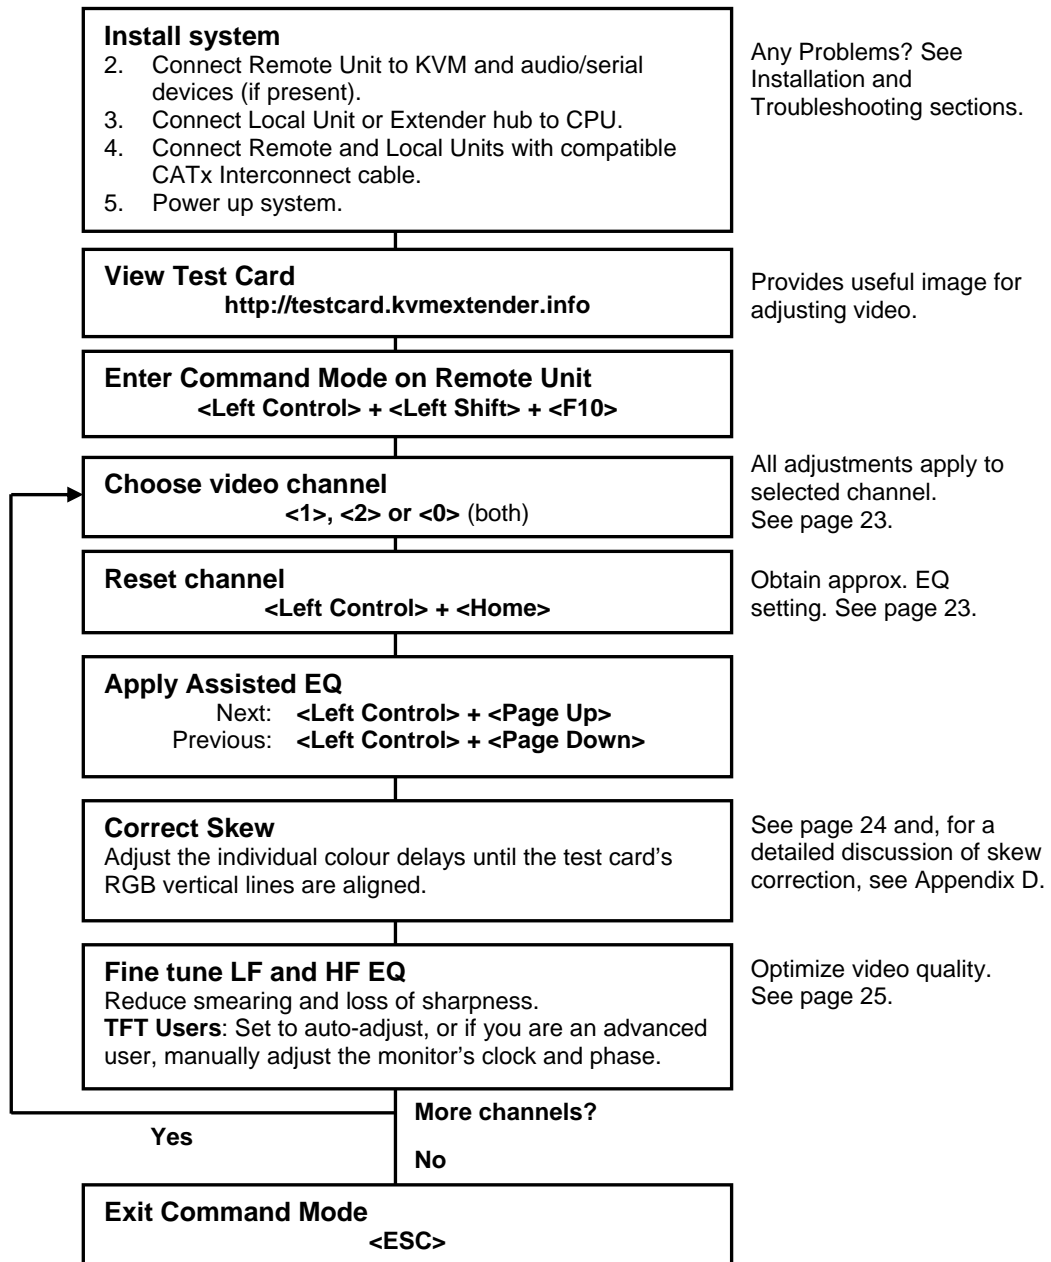 Install system
2. Connect Remote Unit to KVM and audio/serial
devices (if present).
3. Connect Local Unit or Extender hub to CPU.
4. Connect Remote and Local Units with compatible
CATx Interconnect cable.
5. Power up system.
Any Problems? See
Installation and
Troubleshooting sections.
View Test Card
http://testcard.kvmextender.info
Provides useful image for
adjusting video.
Enter Command Mode on Remote Unit
<Left Control> + <Left Shift> + <F10>
Choose video channel
<1>, <2> or <0> (both)
All adjustments apply to
selected channel.
See page 23.
Reset channel
<Left Control> + <Home>
Obtain approx. EQ
setting. See page 23.
Apply Assisted EQ
Next: <Left Control> + <Page Up>
Previous: <Left Control> + <Page Down>
Correct Skew
Adjust the individual colour delays until the test card's
RGB vertical lines are aligned.
See page 24 and, for a
detailed discussion of skew
correction, see Appendix D.
Fine tune LF and HF EQ
Reduce smearing and loss of sharpness.
TFT Users: Set to auto-adjust, or if you are an advanced
user, manually adjust the monitor's clock and phase.
Optimize video quality.
See page 25.
More channels?
Yes
No
Exit Command Mode
<ESC>